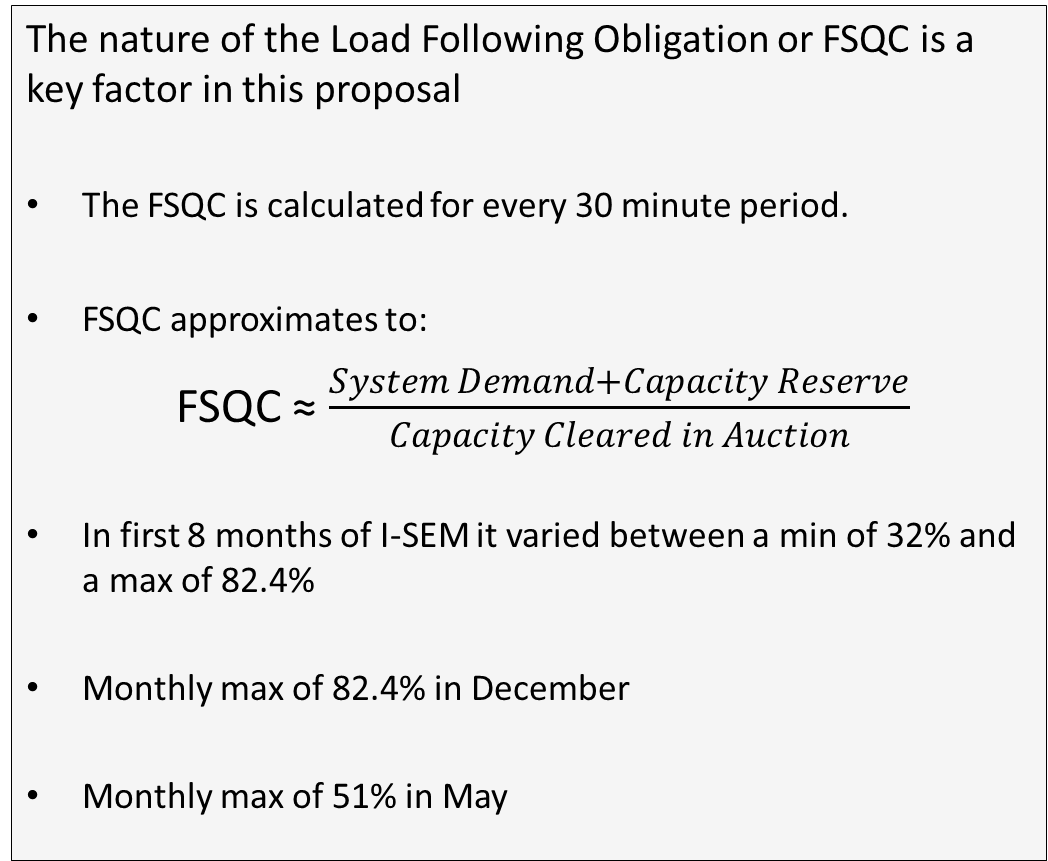 The nature of the Load Following Obligation or FSQC is a
key factor in this proposal
• The FSQC is calculated for every 30 minute period.
• FSQC approximates to:
FSQC ≈ System Demand+Capacity Reserve
Capacity Cleared in Auction
• In first 8 months of I-SEM it varied between a min of 32% and
a max of 82.4%
• Monthly max of 82.4% in December
• Monthly max of 51% in May